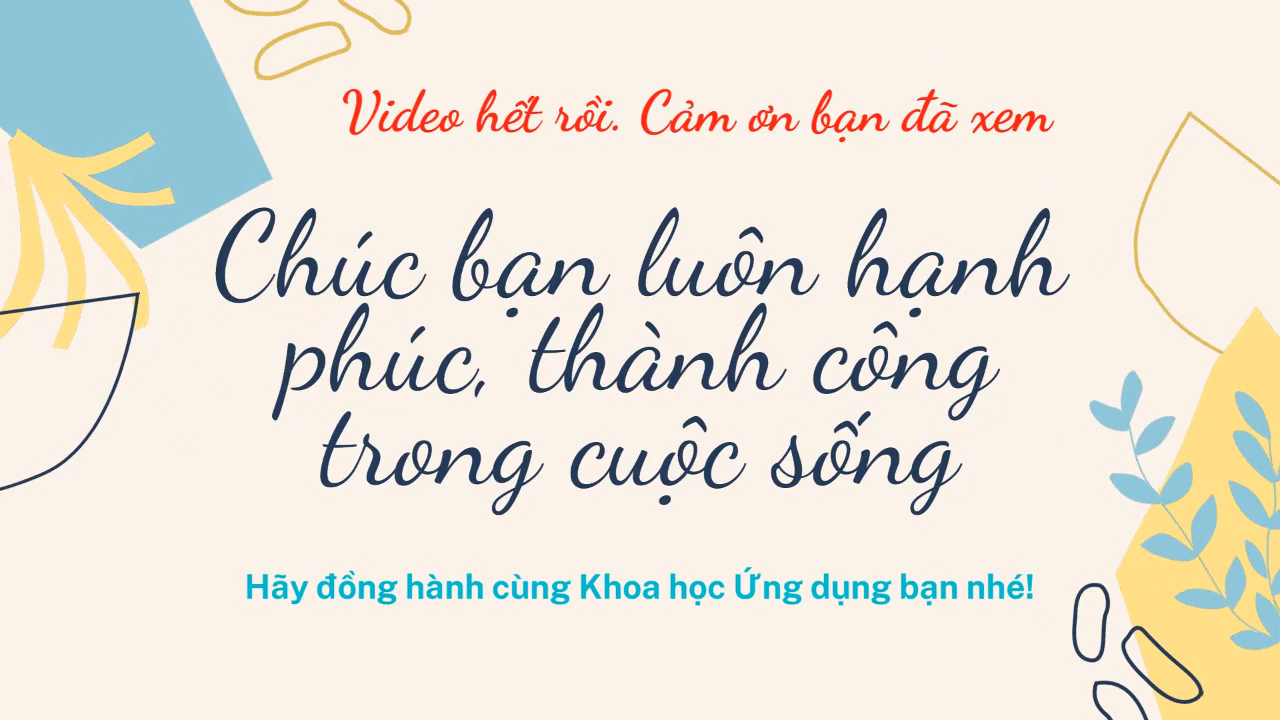 Video hết rồi. Cảm ơn bạn đã xem
Chúc bạn luôn hạnh
phúc, thành công
trong cuộc sống
Hãy đồng hành cùng Khoa học Ứng dụng bạn nhé!